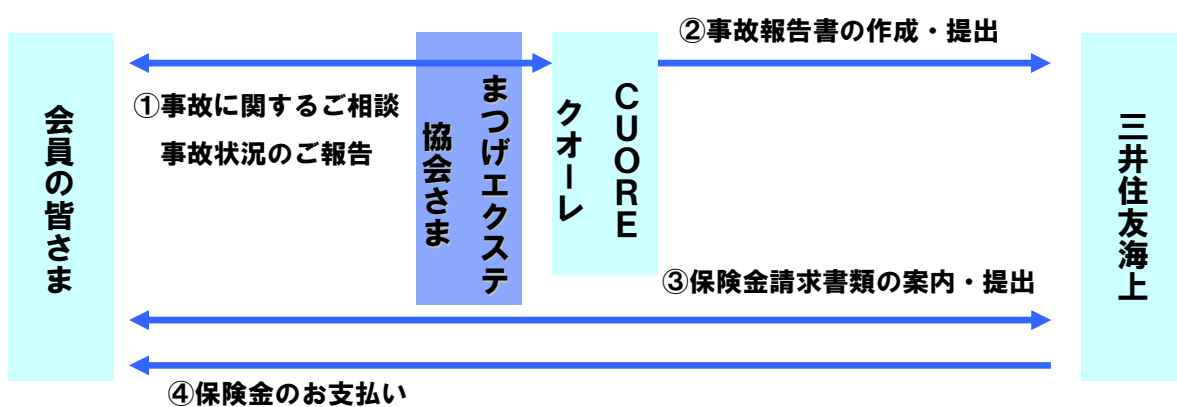 会員の皆さま
①事故に関するご相談
事故状況のご報告
まつげエクステ
協会さま
CUORE
クオーレ
②事故報告書の作成・提出
三井住友海上
③保険金請求書類の案内・提出
④保険金のお支払い